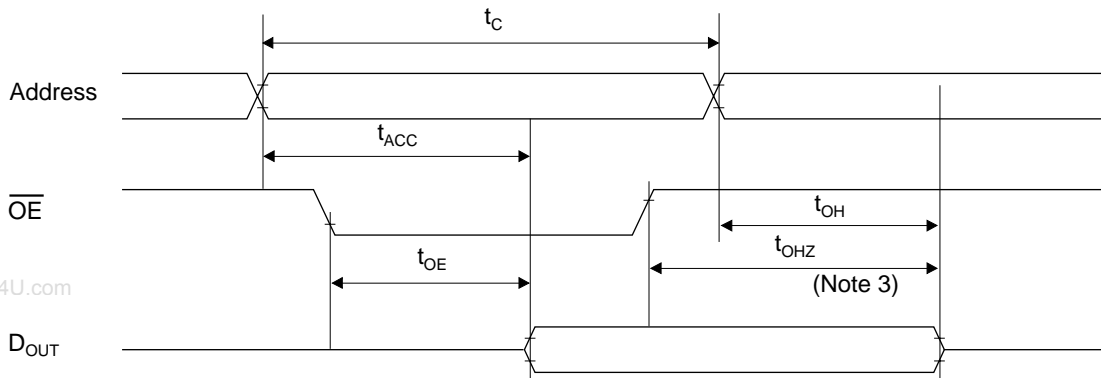 tC
Address
tACC
OE
tOH
tOE
tOHZ
(Note 3)
4U.com
DOUT